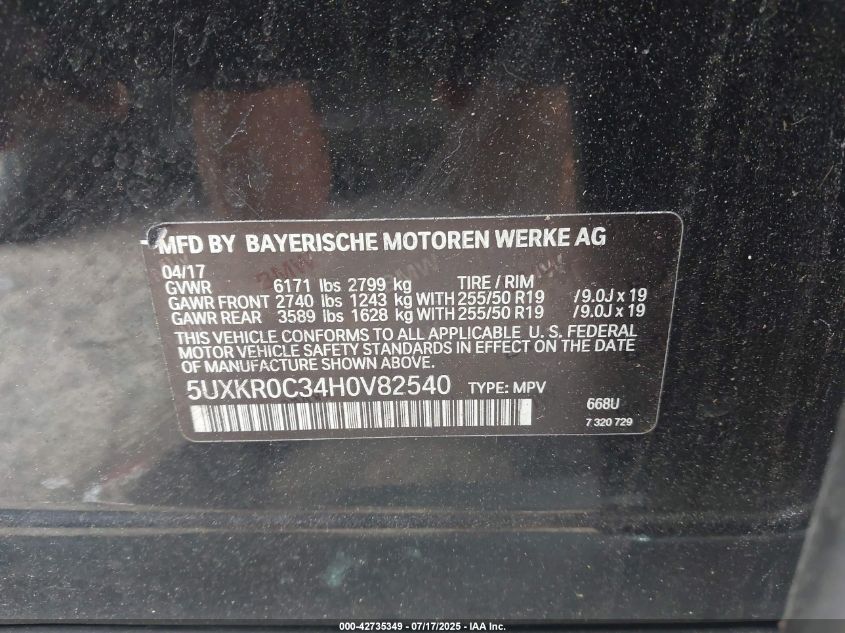 MFD BY BAYERISCHE MOTOREN WERKE AG
04/17
GVWR 6171 lbs 2799 kg TIRE / RIM
GAWR FRONT 2740 lbs 1243 kg WITH 255/50 R19 /9.0J x 19
GAWR REAR 3589 lbs 1628 kg WITH 255/50 R19 /9.0J x 19
THIS VEHICLE CONFORMS TO ALL APPLICABLE U. S. FEDERAL
MOTOR VEHICLE SAFETY STANDARDS IN EFFECT ON THE DATE
OF MANUFACTURE SHOWN ABOVE.
5UXKR0C34H0V82540 TYPE: MPV
668U
7 320 729
000-42735349 - 07/17/2025 - IAA Inc.